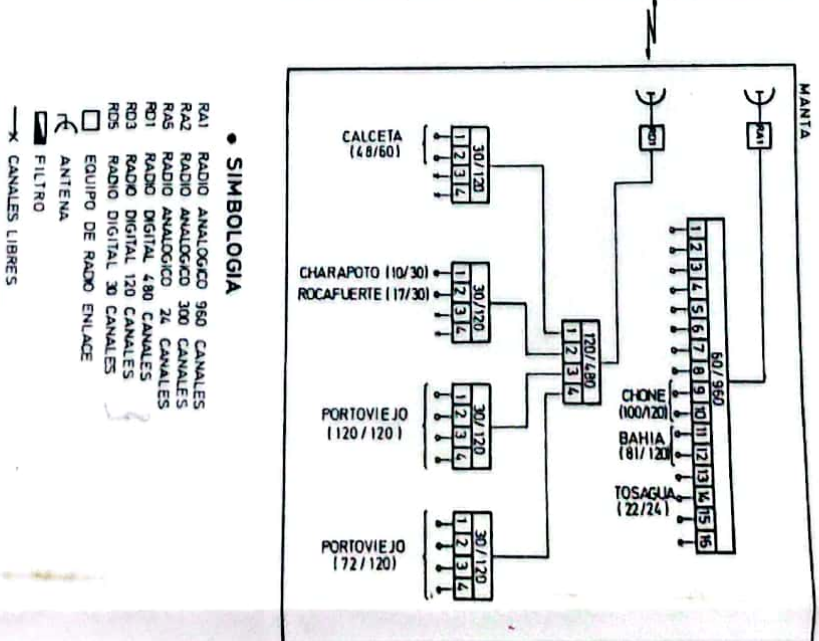 MANTA
RA1
RD1
60/960
1 2 3 4 5 6 7 8 9 10 11 12 13 14 15 16
CHONE
(100/120)
BAHIA
(81/120)
TOSAGUA
(22/24)
120/480
1 2 3 4
CALCETA
(48/60)
30/120
1 2 3 4
CHARAPOTO (10/30)
ROCAFUERTE (17/30)
30/120
1 2 3 4
PORTOVIEJO
(120/120)
30/120
1 2 3 4
PORTOVIEJO
(72/120)
30/120
1 2 3 4
• SIMBOLOGIA
RA1 RADIO ANALOGICO 960 CANALES
RA2 RADIO ANALOGICO 300 CANALES
RA5 RADIO ANALOGICO 24 CANALES
RD1 RADIO DIGITAL 480 CANALES
RD3 RADIO DIGITAL 120 CANALES
RD5 RADIO DIGITAL 30 CANALES
EQUIPO DE RADIO ENLACE
ANTENA
FILTRO
CANALES LIBRES